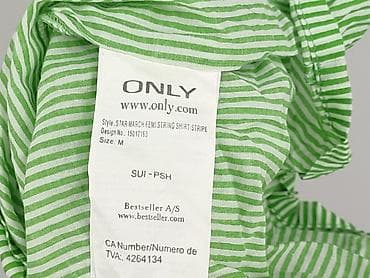 ONLY
www.only.com
Style. STAR MARCH FEM STRING SHIRT-STRIPE
Design No.:
Size: M
SUI - PSH
Bestseller A/S
www.bestseller.com
CA Number/Numero de
TVA:. 4264134